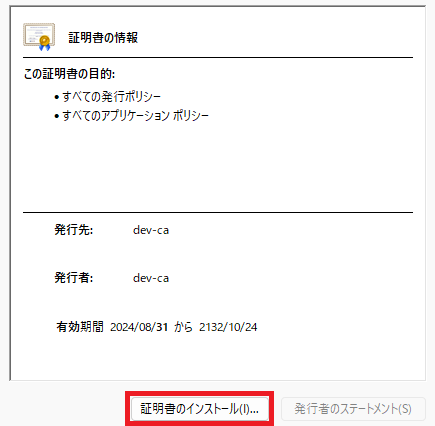 証明書の情報
この証明書の目的:
• すべての発行ポリシー
• すべてのアプリケーション ポリシー
発行先: dev-ca
発行者: dev-ca
有効期間 2024/08/31 から 2132/10/24
証明書のインストール(I)... 発行者のステートメント(S)